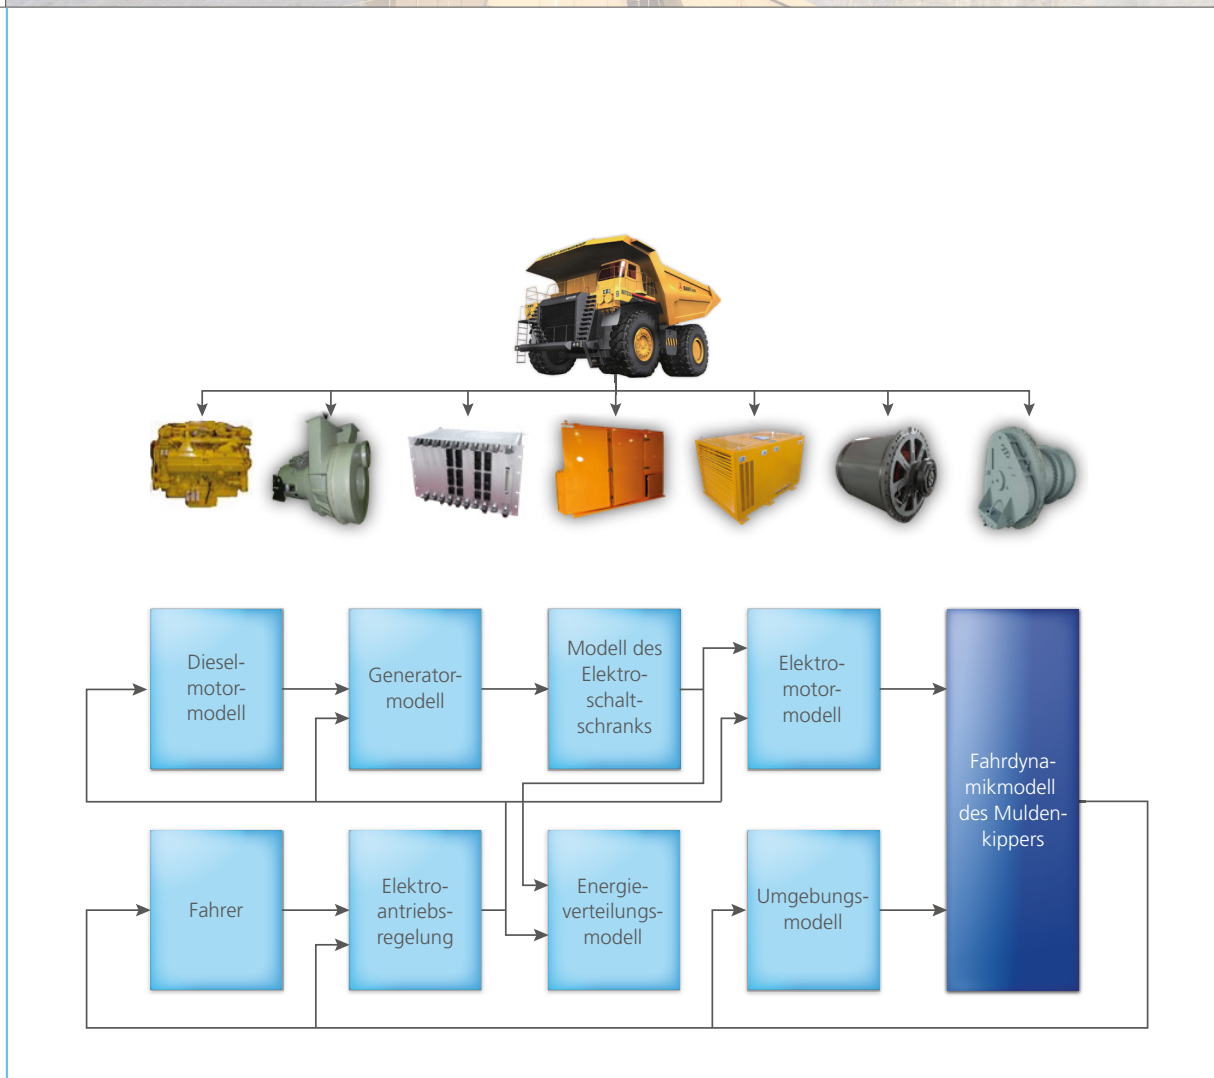 Diesel-
motor-
modell
Generator-
modell
Modell des
Elektro-
schalt-
schranks
Elektro-
motor-
modell
Fahrdyna-
mikmodell
des Mulden-
kippers
Fahrer
Elektro-
antriebs-
regelung
Energie-
verteilungs-
modell
Umgebungs-
modell